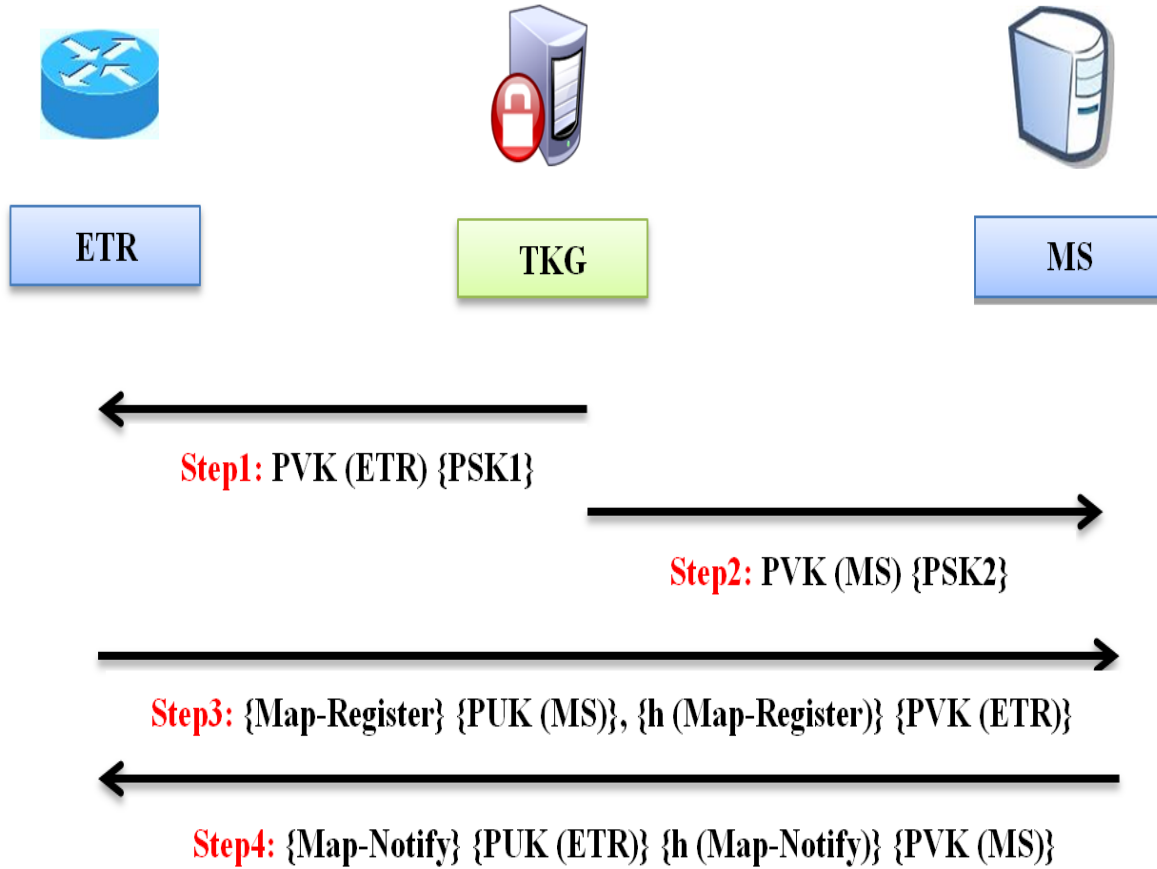 ETR
TKG
MS
Step1: PVK (ETR) {PSK1}
Step2: PVK (MS) {PSK2}
Step3: {Map-Register} {PUK (MS)}, {h (Map-Register)} {PVK (ETR)}
Step4: {Map-Notify} {PUK (ETR)} {h (Map-Notify)} {PVK (MS)}